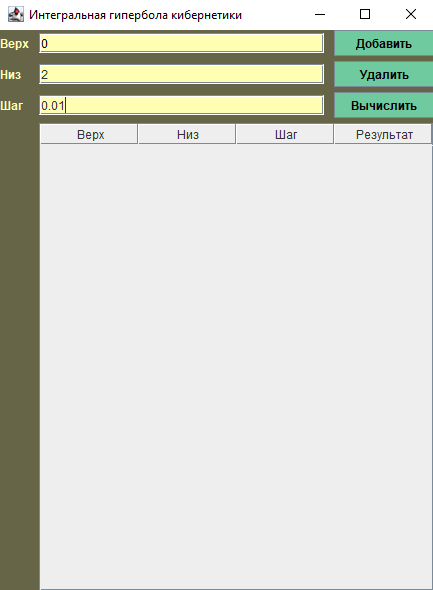 Интегральная гипербола кибернетики
Верх 0 Добавить
Низ 2 Удалить
Шаг 0.01 Вычислить
Верх Низ Шаг Результат